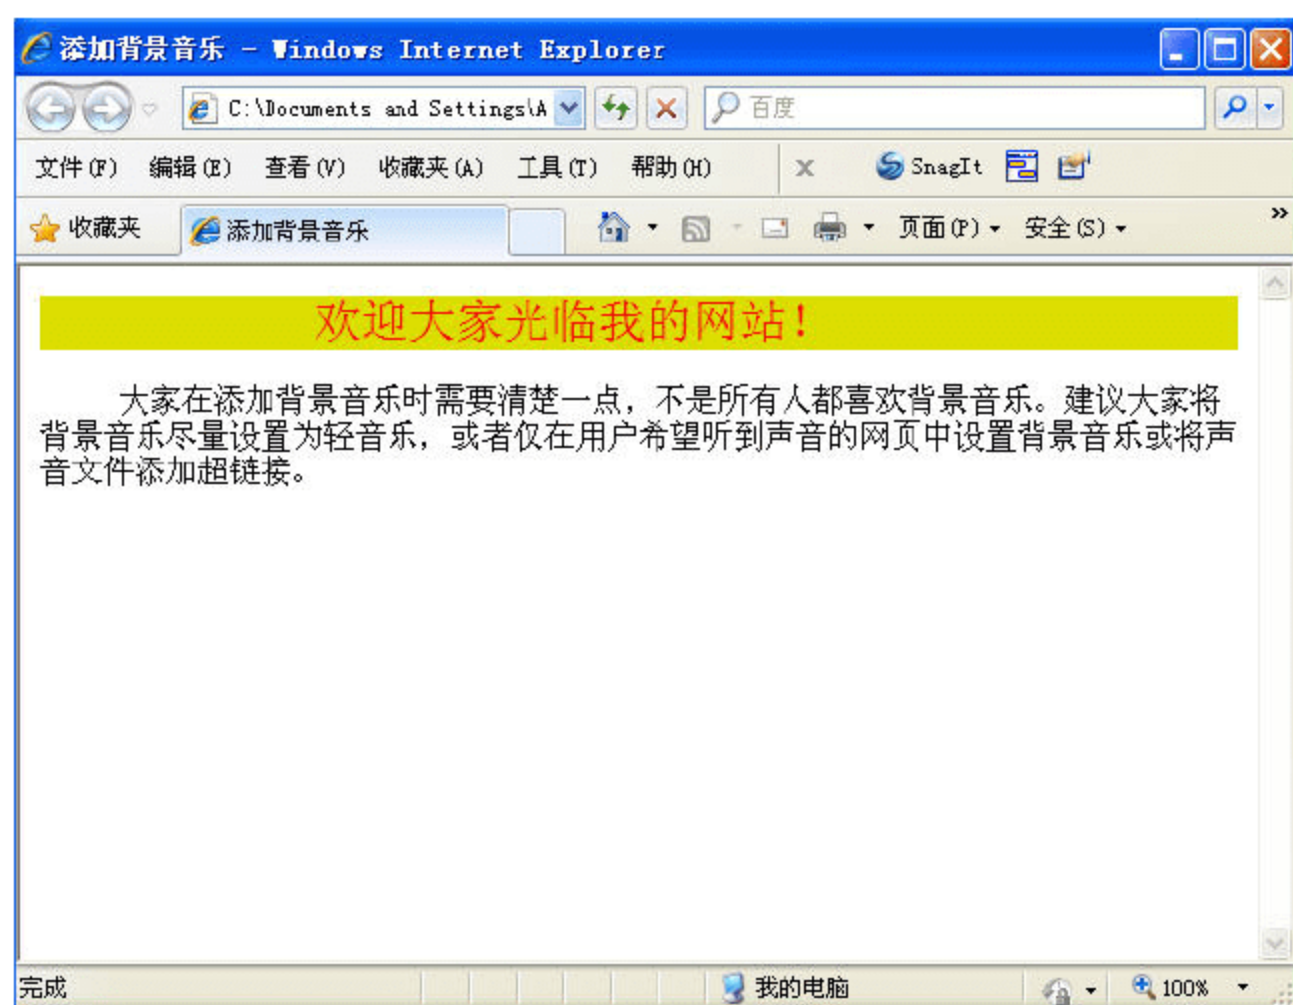 添加背景音乐 - Windows Internet Explorer
C:\Documents and Settings\A
百度
文件(F) 编辑(E) 查看(V) 收藏夹(A) 工具(T) 帮助(H) SnagIt
收藏夹 添加背景音乐 页面(P) 安全(S) »
欢迎大家光临我的网站！
大家在添加背景音乐时需要清楚一点，不是所有人都喜欢背景音乐。建议大家将
背景音乐尽量设置为轻音乐，或者仅在用户希望听到声音的网页中设置背景音乐或将声
音文件添加超链接。
完成 我的电脑 100%